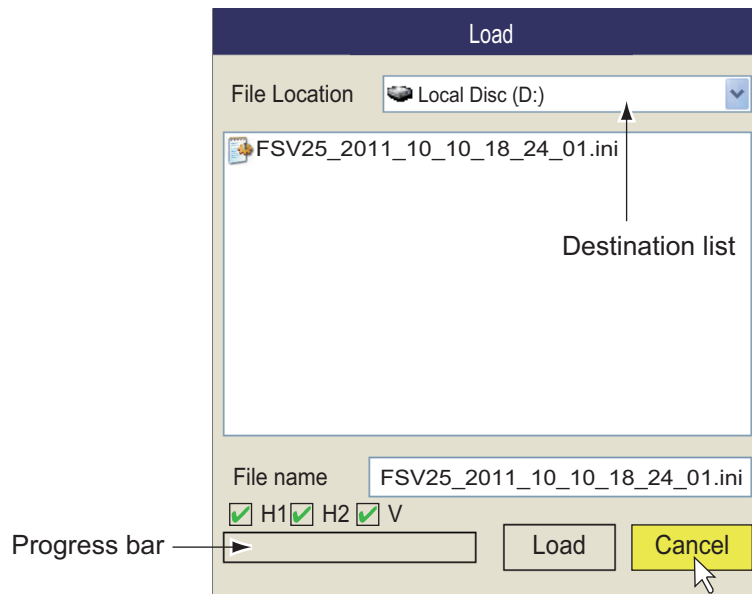 Load
File Location Local Disc (D:)
FSV25_2011_10_10_18_24_01.ini
Destination list
File name FSV25_2011_10_10_18_24_01.ini
H1 H2 V
Progress bar Load Cancel